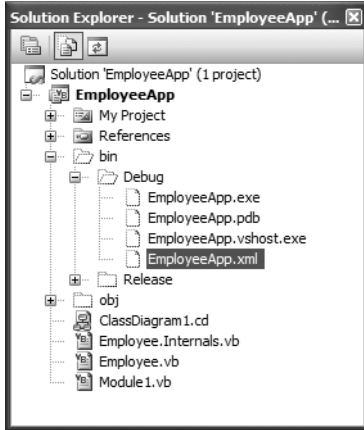 Solution Explorer - Solution 'EmployeeApp' (...
Solution 'EmployeeApp' (1 project)
EmployeeApp
My Project
References
bin
Debug
EmployeeApp.exe
EmployeeApp.pdb
EmployeeApp.vshost.exe
EmployeeApp.xml
Release
obj
ClassDiagram1.cd
Employee.Internals.vb
Employee.vb
Module1.vb